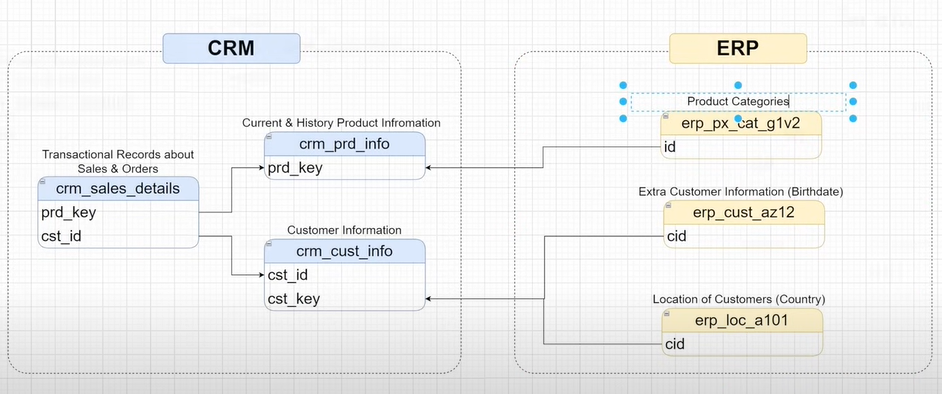 CRM
Current & History Product Infromation
crm_prd_info
prd_key
Transactional Records about
Sales & Orders
crm_sales_details
prd_key
cst_id
Customer Information
crm_cust_info
cst_id
cst_key
ERP
Product Categories
erp_px_cat_g1v2
id
Extra Customer Information (Birthdate)
erp_cust_az12
cid
Location of Customers (Country)
erp_loc_a101
cid